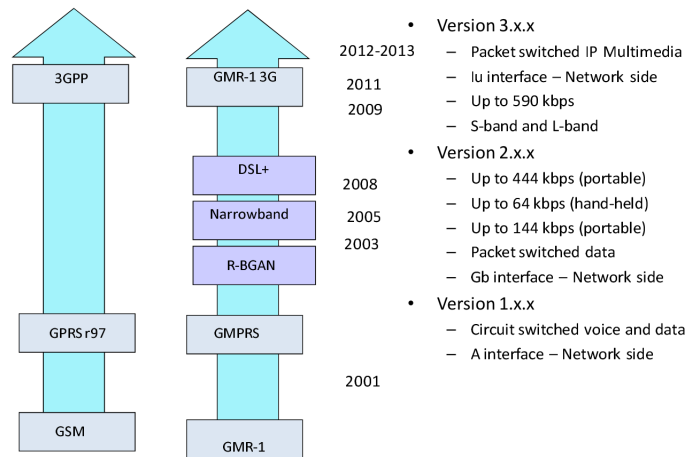 3GPP
GPRS r97
GSM
GMR-1 3G
DSL+
Narrowband
R-BGAN
GMPRS
GMR-1
2012-2013
2011
2009
2008
2005
2003
2001
• Version 3.x.x
– Packet switched IP Multimedia
– Iu interface – Network side
– Up to 590 kbps
– S-band and L-band
• Version 2.x.x
– Up to 444 kbps (portable)
– Up to 64 kbps (hand-held)
– Up to 144 kbps (portable)
– Packet switched data
– Gb interface – Network side
• Version 1.x.x
– Circuit switched voice and data
– A interface – Network side